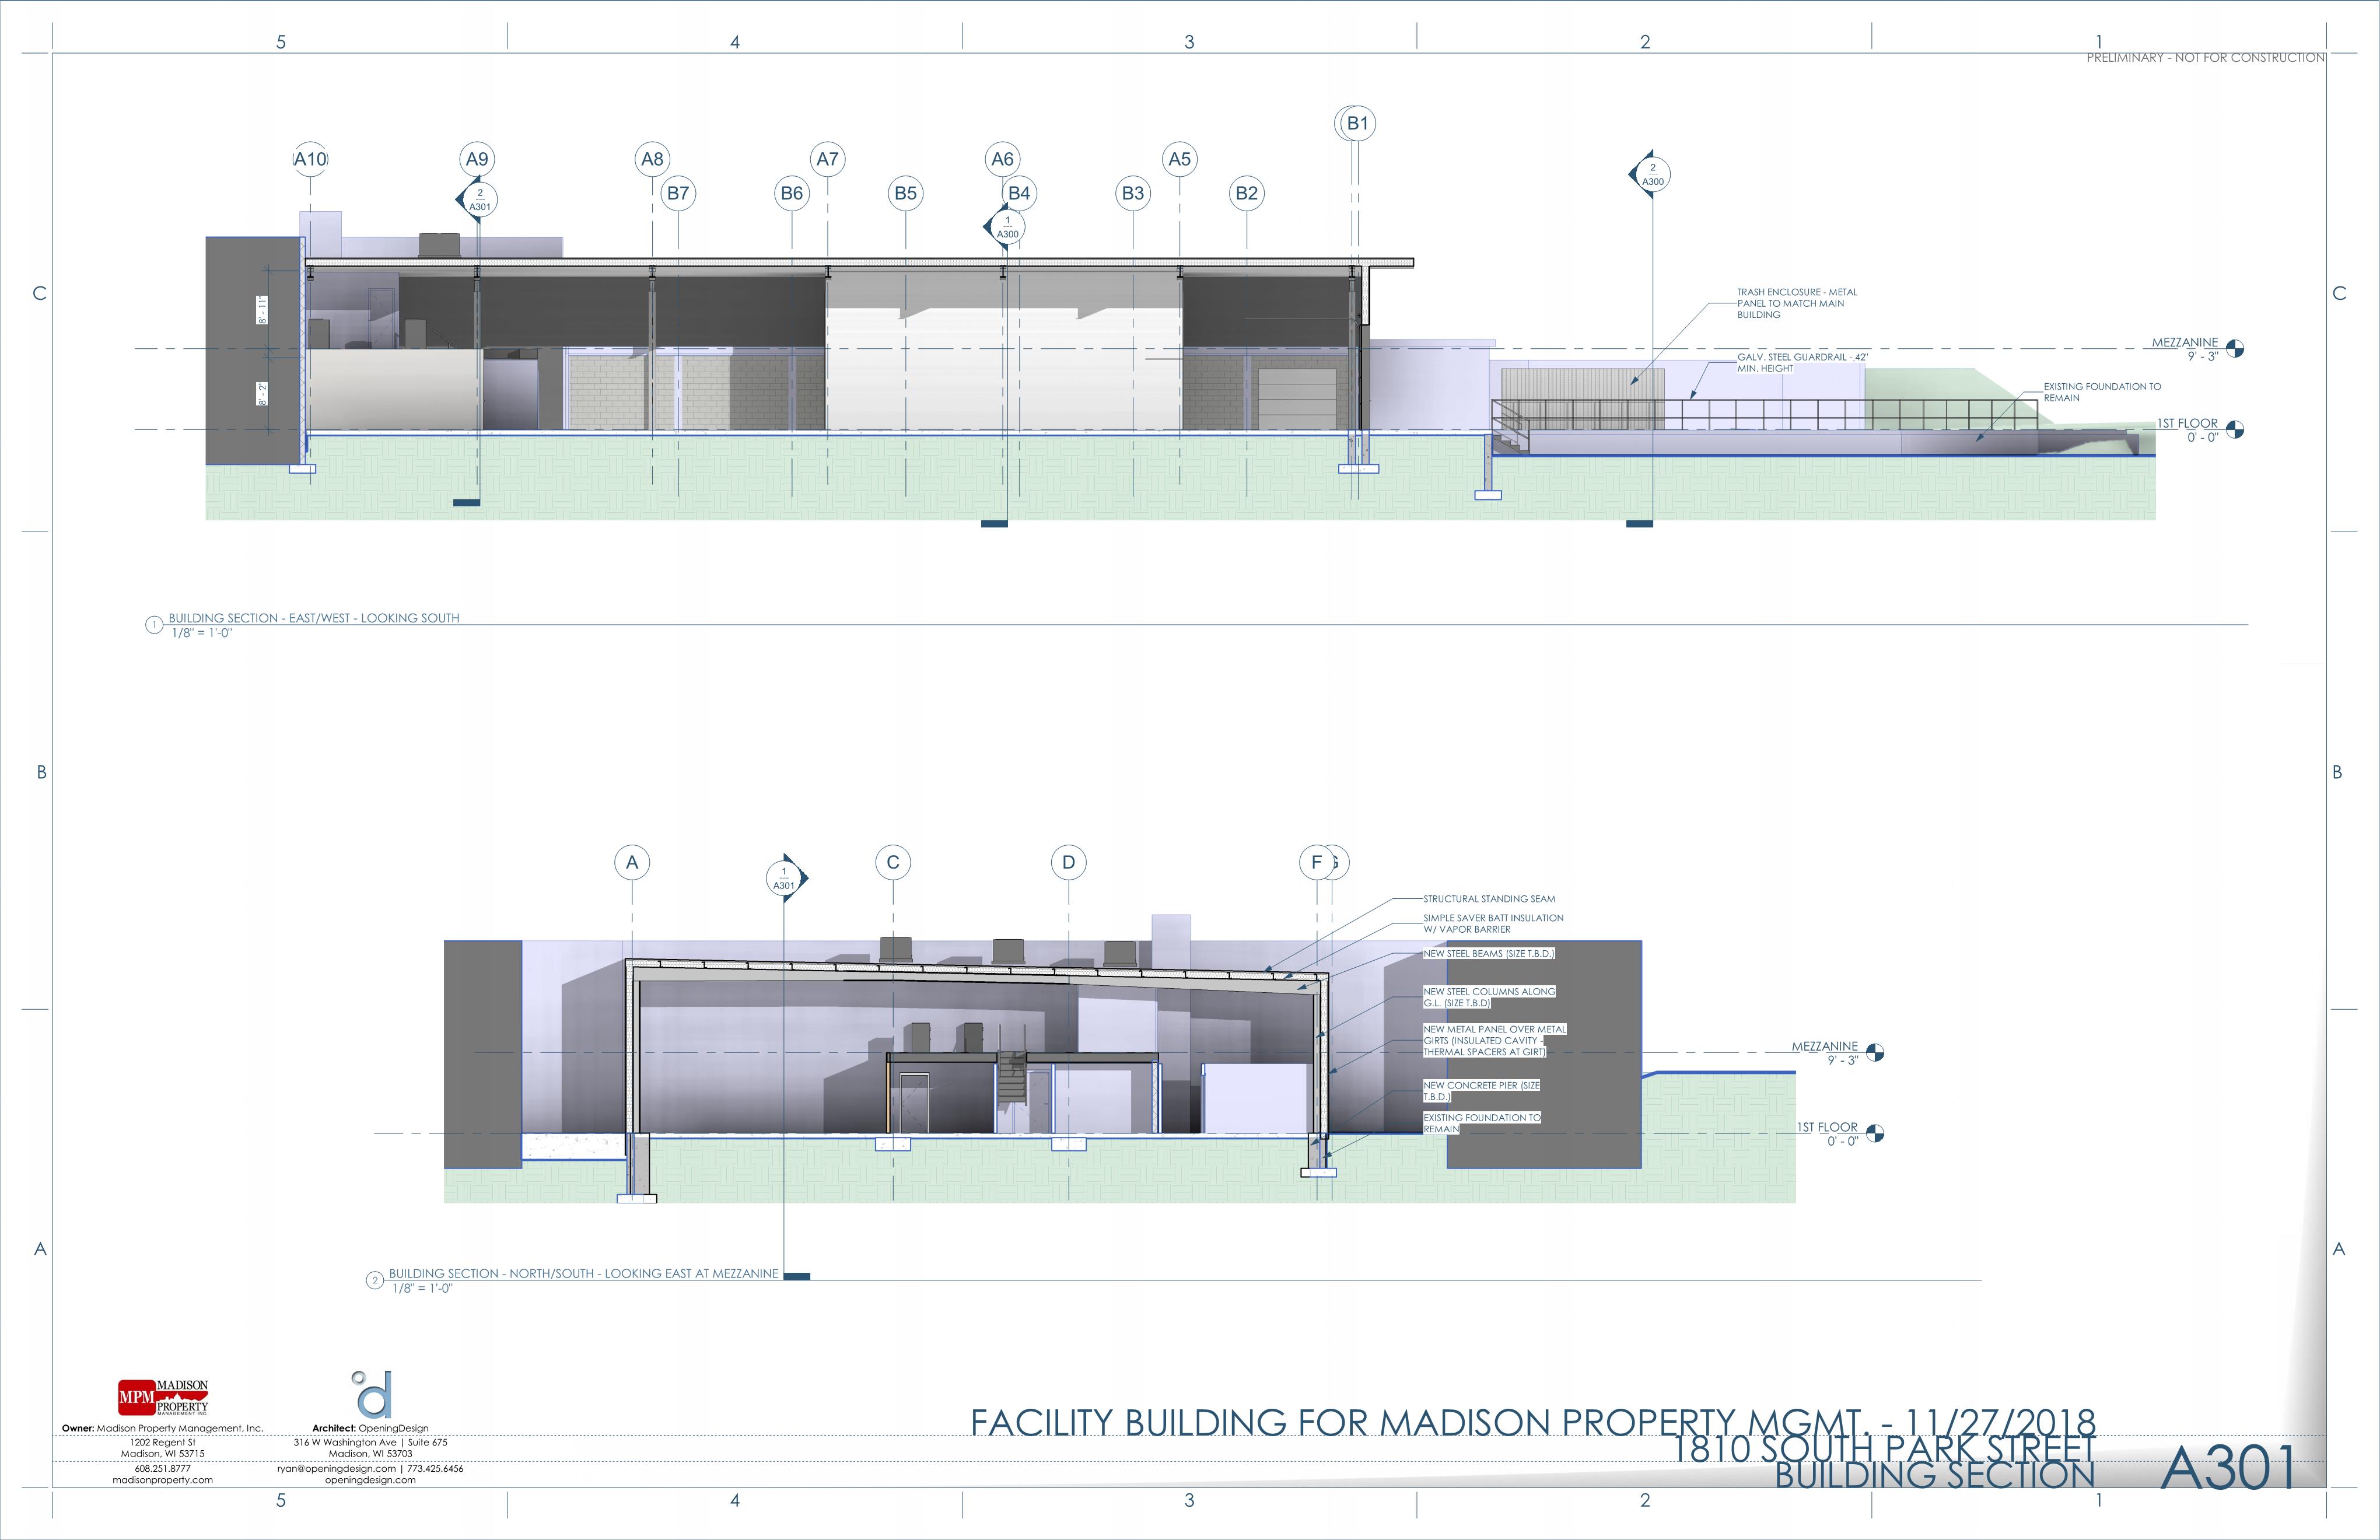 5 4 3 2 1
PRELIMINARY - NOT FOR CONSTRUCTION
B1
A10 A9 A8 A7 A6 A5
2
A301
B7 B6 B5 B4 B3 B2
1
A300
2
A300
C C
8' - 11"
8' - 2"
TRASH ENCLOSURE - METAL
PANEL TO MATCH MAIN
BUILDING
GALV. STEEL GUARDRAIL - 42"
MIN. HEIGHT
EXISTING FOUNDATION TO
REMAIN
MEZZANINE
9' - 3"
1ST FLOOR
0' - 0"
1 BUILDING SECTION - EAST/WEST - LOOKING SOUTH
1/8" = 1'-0"
B B
A C D F
1
A301
STRUCTURAL STANDING SEAM
SIMPLE SAVER BATT INSULATION
W/ VAPOR BARRIER
NEW STEEL BEAMS (SIZE T.B.D.)
NEW STEEL COLUMNS ALONG
G.L. (SIZE T.B.D)
NEW METAL PANEL OVER METAL
GIRTS (INSULATED CAVITY -
THERMAL SPACERS AT GIRT)
NEW CONCRETE PIER (SIZE
T.B.D.)
EXISTING FOUNDATION TO
REMAIN
MEZZANINE
9' - 3"
1ST FLOOR
0' - 0"
A A
2 BUILDING SECTION - NORTH/SOUTH - LOOKING EAST AT MEZZANINE
1/8" = 1'-0"
MPM MADISON
PROPERTY
MANAGEMENT INC.
d
Owner: Madison Property Management, Inc.
1202 Regent St
Madison, WI 53715
608.251.8777
madisonproperty.com
Architect: OpeningDesign
316 W Washington Ave | Suite 675
Madison, WI 53703
ryan@openingdesign.com | 773.425.6456
openingdesign.com
FACILITY BUILDING FOR MADISON PROPERTY MGMT. - 11/27/2018
1810 SOUTH PARK STREET
BUILDING SECTION
A301
5 4 3 2 1